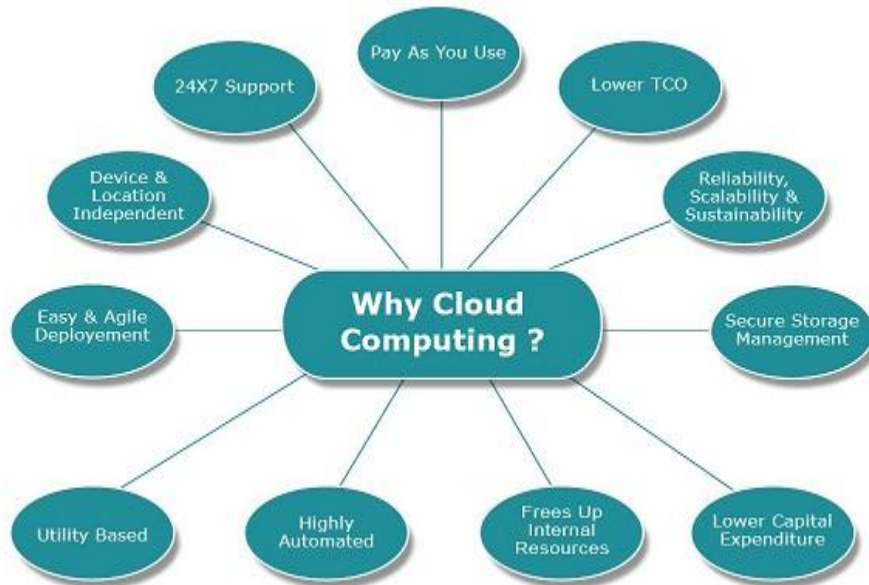 Pay As You Use
24X7 Support
Lower TCO
Device &
Location
Independent
Reliability,
Scalability &
Sustainability
Why Cloud
Computing ?
Easy & Agile
Deployement
Secure Storage
Management
Utility Based
Highly
Automated
Frees Up
Internal
Resources
Lower Capital
Expenditure